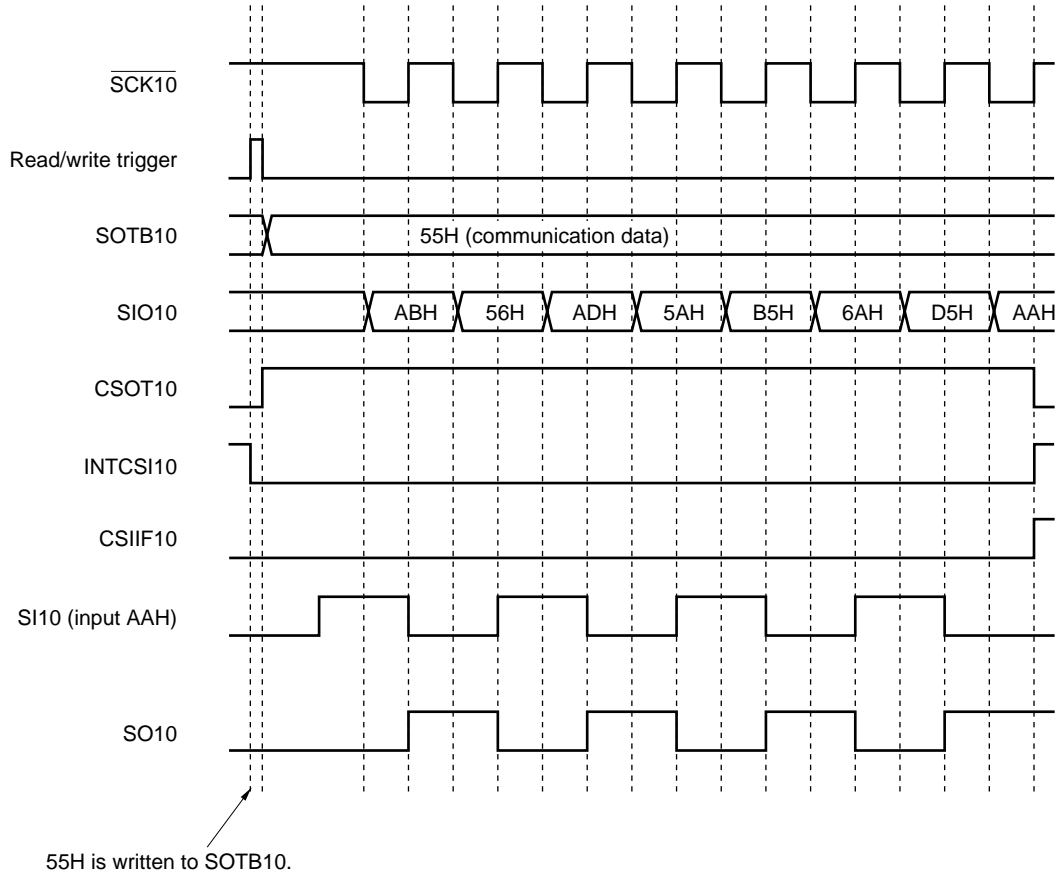 SCK10
Read/write trigger
SOTB10
55H (communication data)
SIO10
ABH
56H
ADH
5AH
B5H
6AH
D5H
AAH
CSOT10
INTCSI10
CSIIF10
SI10 (input AAH)
SO10
55H is written to SOTB10.